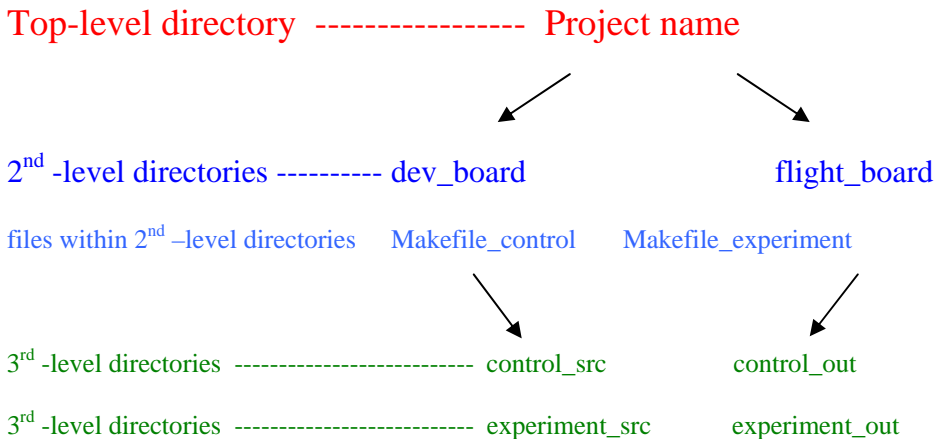 Top-level directory ---------------- Project name
2nd -level directories ---------- dev_board flight_board
files within 2nd –level directories Makefile_control Makefile_experiment
3rd -level directories --------------------------- control_src control_out
3rd -level directories --------------------------- experiment_src experiment_out